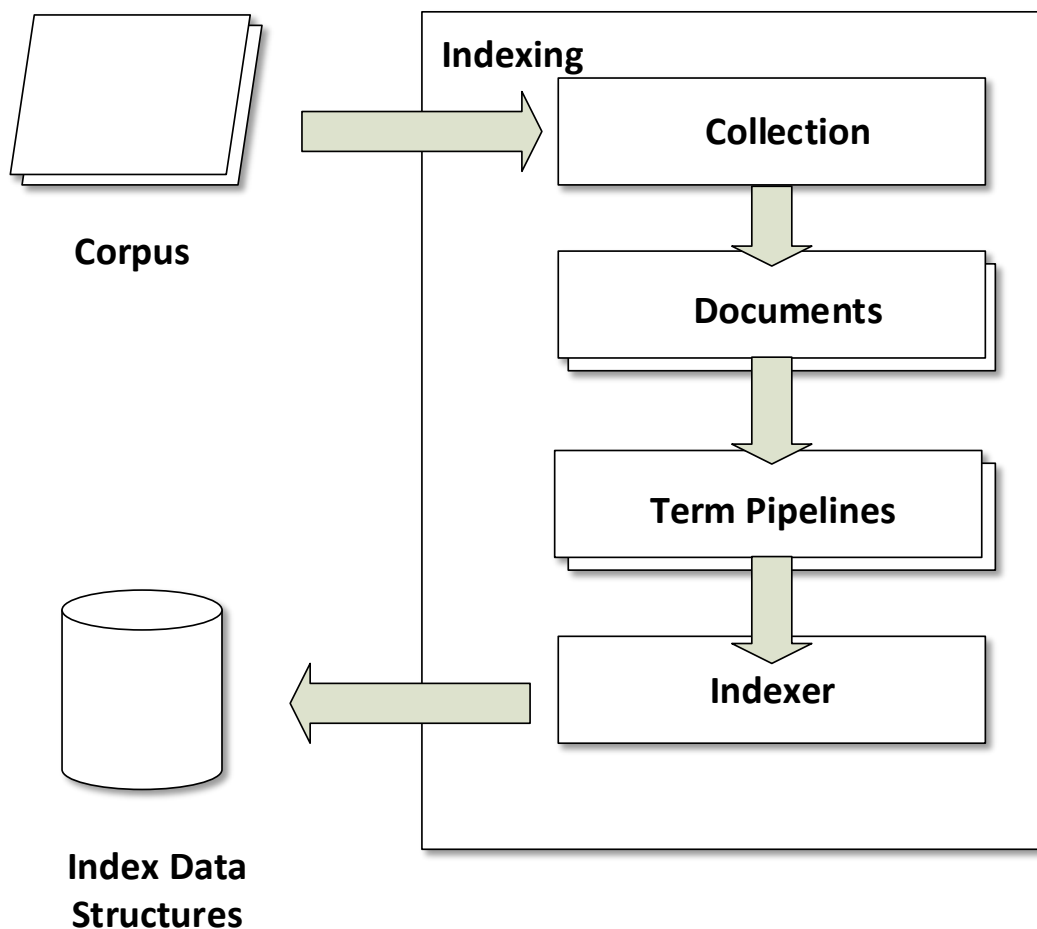 Indexing
Collection
Corpus
Documents
Term Pipelines
Indexer
Index Data
Structures